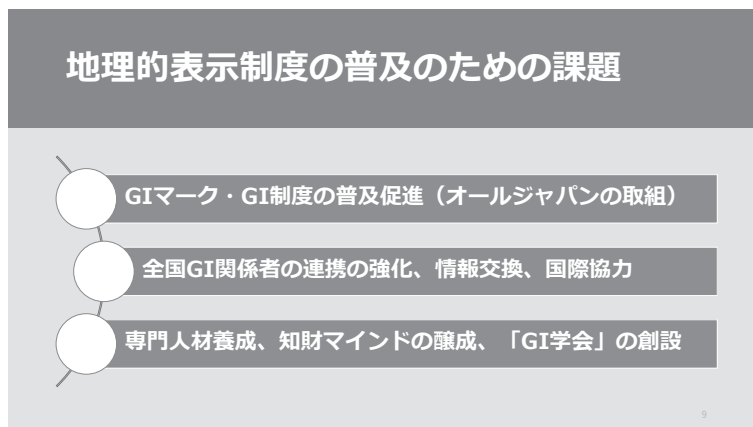 地理的表示制度の普及のための課題
GIマーク・GI制度の普及促進（オールジャパンの取組）
全国GI関係者の連携の強化、情報交換、国際協力
専門人材養成、知財マインドの醸成、「GI学会」の創設
9